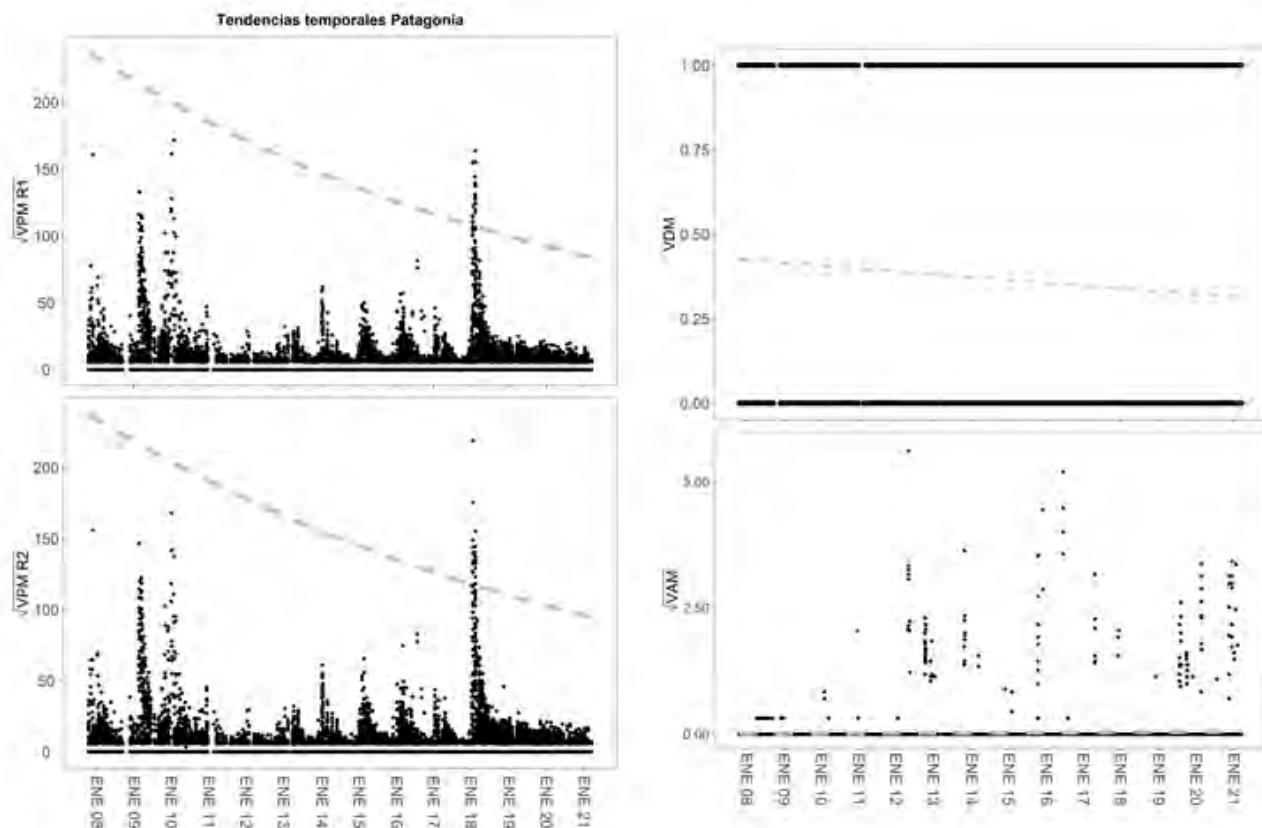 Tendencias temporales Patagonia
√VPM R1
200
150
100
50
0
√VPM R2
200
150
100
50
0
ENE 08
ENE 09
ENE 10
ENE 11
ENE 12
ENE 13
ENE 14
ENE 15
ENE 16
ENE 17
ENE 18
ENE 19
ENE 20
ENE 21
VDM
1.00
0.75
0.50
0.25
0.00
√VAM
5.00
2.50
0.00
ENE 08
ENE 09
ENE 10
ENE 11
ENE 12
ENE 13
ENE 14
ENE 15
ENE 16
ENE 17
ENE 18
ENE 19
ENE 20
ENE 21